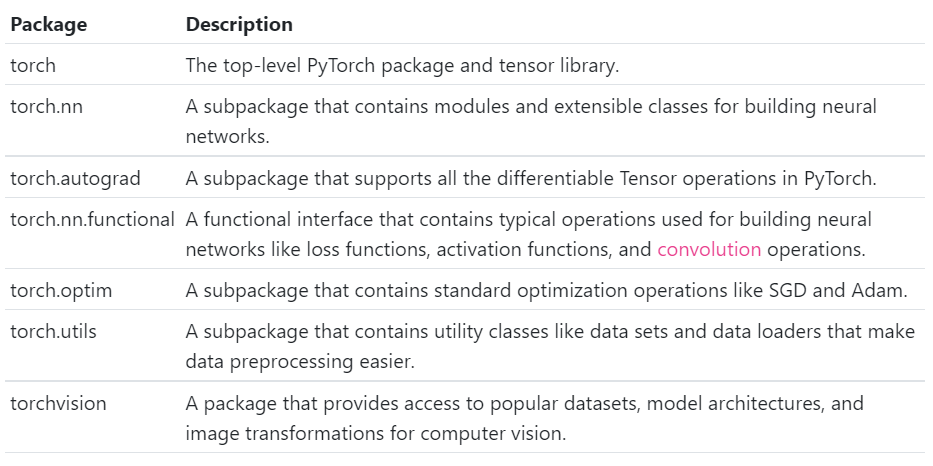 Package Description
torch The top-level PyTorch package and tensor library.
torch.nn A subpackage that contains modules and extensible classes for building neural
networks.
torch.autograd A subpackage that supports all the differentiable Tensor operations in PyTorch.
torch.nn.functional A functional interface that contains typical operations used for building neural
networks like loss functions, activation functions, and convolution operations.
torch.optim A subpackage that contains standard optimization operations like SGD and Adam.
torch.utils A subpackage that contains utility classes like data sets and data loaders that make
data preprocessing easier.
torchvision A package that provides access to popular datasets, model architectures, and
image transformations for computer vision.